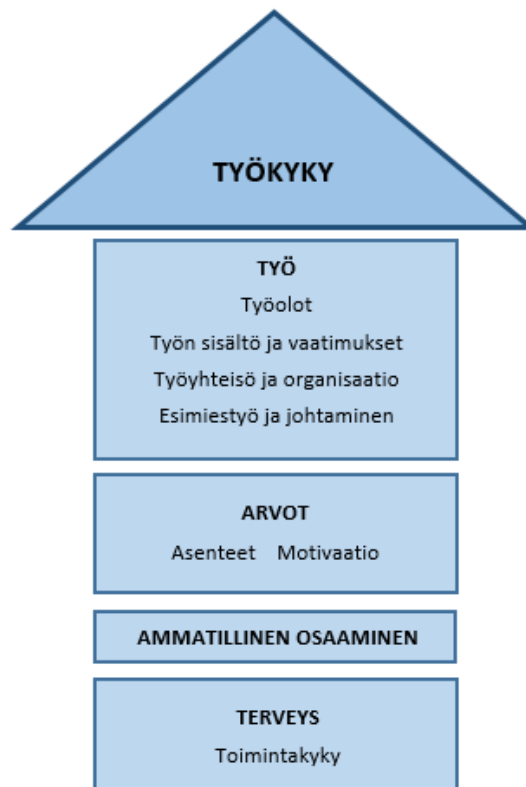 TYÖKYKY
TYÖ
Työolot
Työn sisältö ja vaatimukset
Työyhteisö ja organisaatio
Esimiestyö ja johtaminen
ARVOT
Asenteet Motivaatio
AMMATILLINEN OSAAMINEN
TERVEYS
Toimintakyky